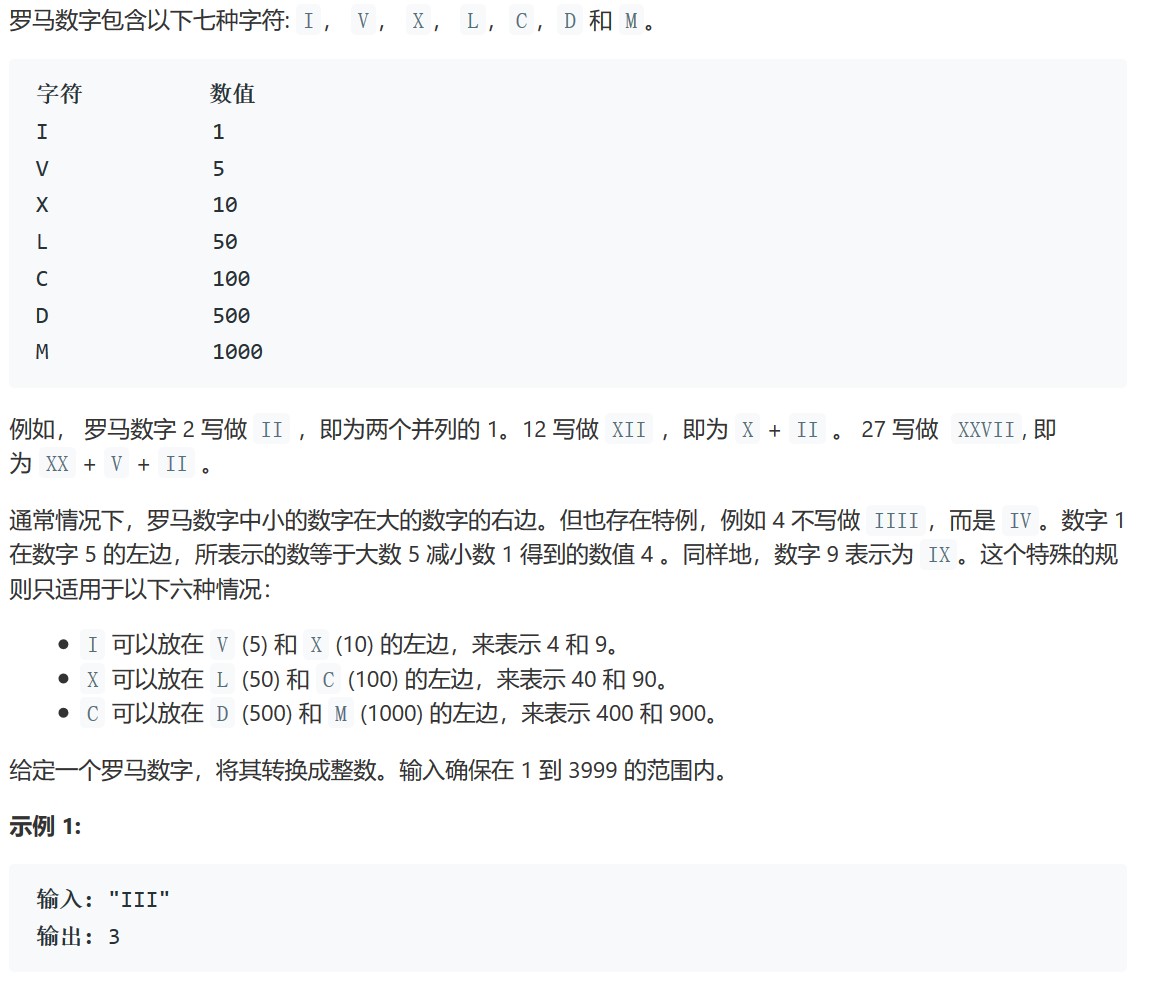 罗马数字包含以下七种字符: I， V， X， L，C，D 和 M。
字符 数值
I 1
V 5
X 10
L 50
C 100
D 500
M 1000
例如， 罗马数字 2 写做 II ，即为两个并列的 1。12 写做 XII ，即为 X + II 。 27 写做 XXVII, 即
为 XX + V + II 。
通常情况下，罗马数字中小的数字在大的数字的右边。但也存在特例，例如 4 不写做 IIII，而是 IV。数字 1
在数字 5 的左边，所表示的数等于大数 5 减小数 1 得到的数值 4 。同样地，数字 9 表示为 IX。这个特殊的规
则只适用于以下六种情况：
• I 可以放在 V (5) 和 X (10) 的左边，来表示 4 和 9。
• X 可以放在 L (50) 和 C (100) 的左边，来表示 40 和 90。
• C 可以放在 D (500) 和 M (1000) 的左边，来表示 400 和 900。
给定一个罗马数字，将其转换成整数。输入确保在 1 到 3999 的范围内。
示例 1:
输入: "III"
输出: 3